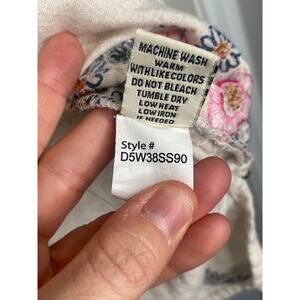 MACHINE WASH
WARM
WITH LIKE COLORS
DO NOT BLEACH
TUMBLE DRY
LOW HEAT
LOW IRON
IF NEEDED
Style #
D5W38SS90